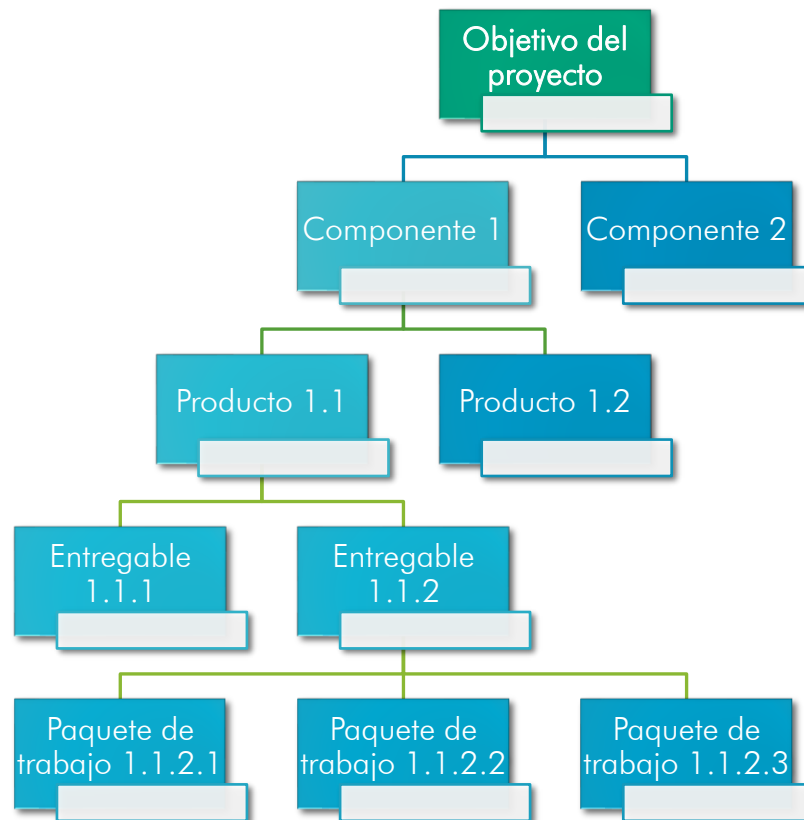 Objetivo del
proyecto
Componente 1
Componente 2
Producto 1.1
Producto 1.2
Entregable
1.1.1
Entregable
1.1.2
Paquete de
trabajo 1.1.2.1
Paquete de
trabajo 1.1.2.2
Paquete de
trabajo 1.1.2.3